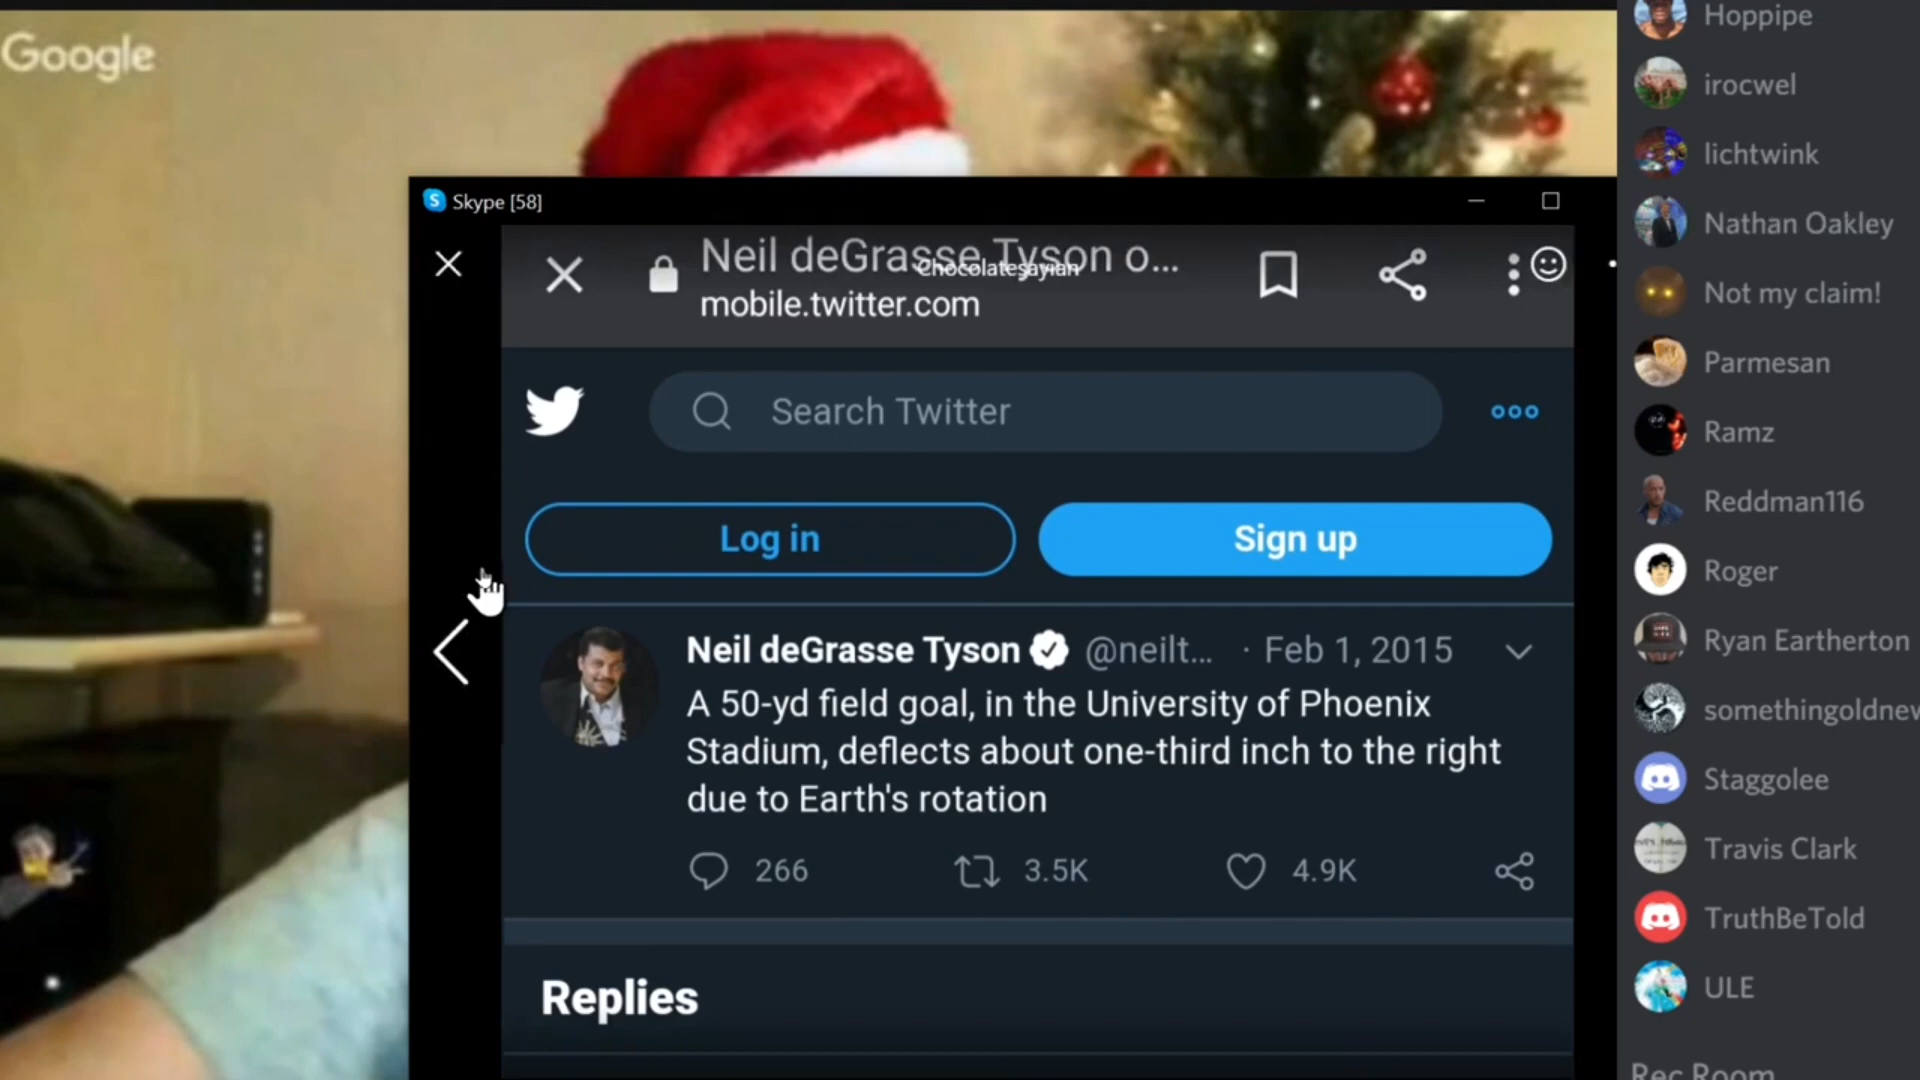 Google
Skype [58]
Neil deGrasse Tyson o...
Chocolatesayian
mobile.twitter.com
Search Twitter
Log in
Sign up
Neil deGrasse Tyson @neilt... · Feb 1, 2015
A 50-yd field goal, in the University of Phoenix
Stadium, deflects about one-third inch to the right
due to Earth's rotation
266 3.5K 4.9K
Replies
Hoppipe
irocwel
lichtwink
Nathan Oakley
Not my claim!
Parmesan
Ramz
Reddman116
Roger
Ryan Eartherton
somethingoldnew
Staggolee
Travis Clark
TruthBeTold
ULE
Rec Room